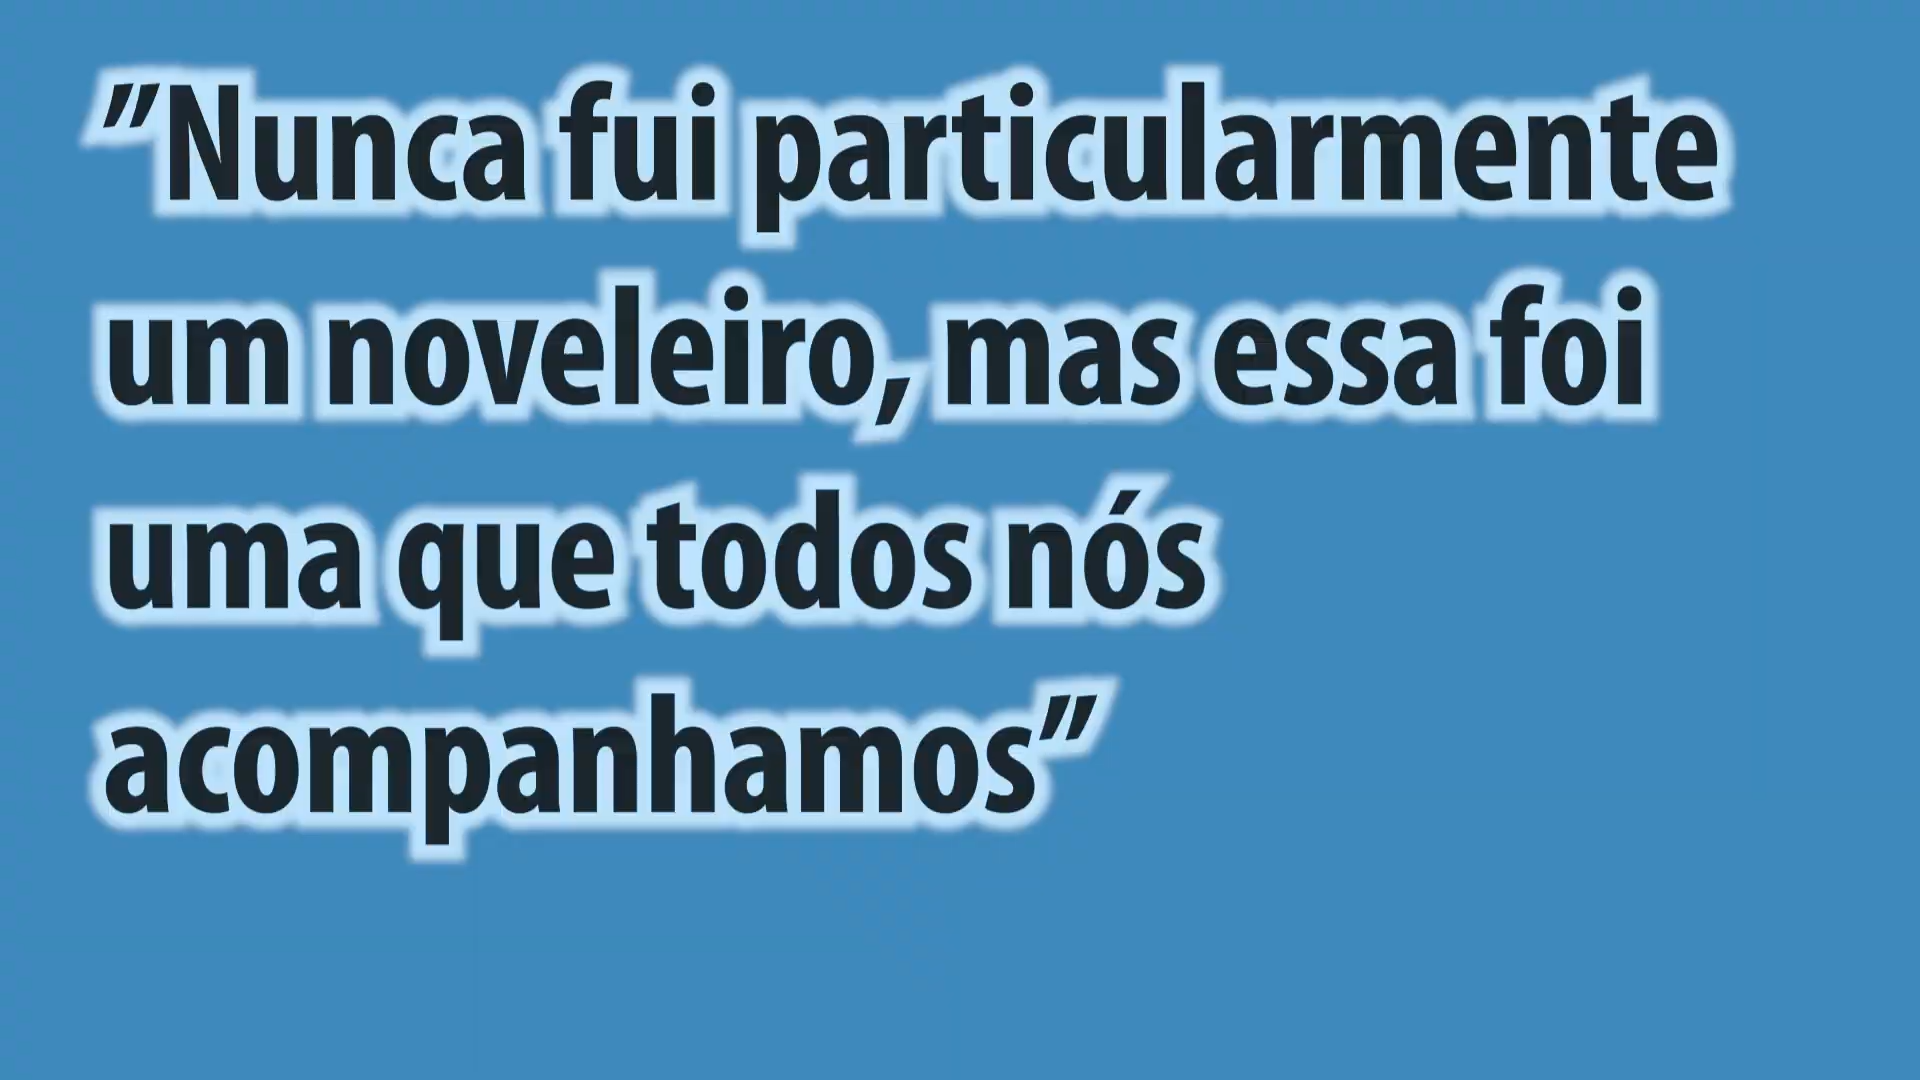 ”Nunca fui particularmente
um noveleiro, mas essa foi
uma que todos nós
acompanhamos”